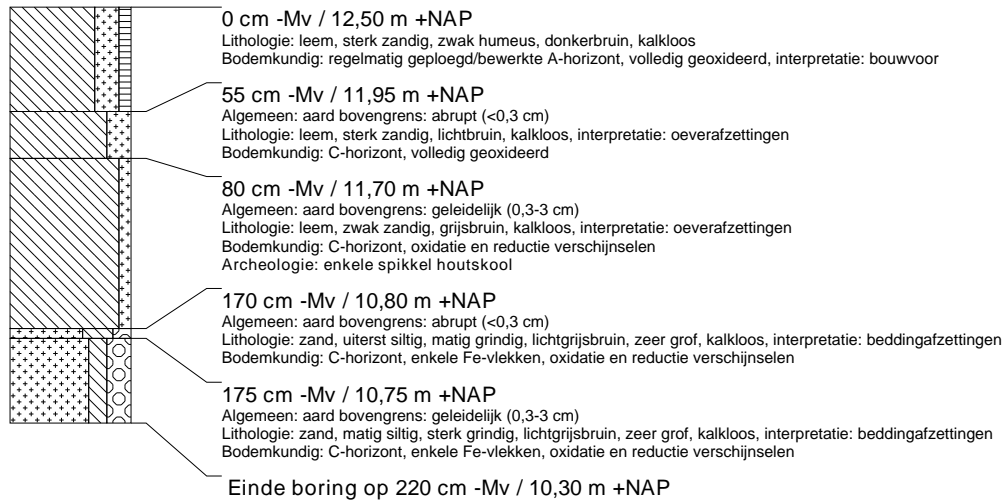 0 cm -Mv / 12,50 m +NAP
Lithologie: leem, sterk zandig, zwak humeus, donkerbruin, kalkloos
Bodemkundig: regelmatig geploegd/bewerkte A-horizont, volledig geoxideerd, interpretatie: bouwvoor
55 cm -Mv / 11,95 m +NAP
Algemeen: aard bovengrens: abrupt (<0,3 cm)
Lithologie: leem, sterk zandig, lichtbruin, kalkloos, interpretatie: oeverafzettingen
Bodemkundig: C-horizont, volledig geoxideerd
80 cm -Mv / 11,70 m +NAP
Algemeen: aard bovengrens: geleidelijk (0,3-3 cm)
Lithologie: leem, zwak zandig, grijsbruin, kalkloos, interpretatie: oeverafzettingen
Bodemkundig: C-horizont, oxidatie en reductie verschijnselen
Archeologie: enkele spikkel houtskool
170 cm -Mv / 10,80 m +NAP
Algemeen: aard bovengrens: abrupt (<0,3 cm)
Lithologie: zand, uiterst siltig, matig grindig, lichtgrijsbruin, zeer grof, kalkloos, interpretatie: beddingafzettingen
Bodemkundig: C-horizont, enkele Fe-vlekken, oxidatie en reductie verschijnselen
175 cm -Mv / 10,75 m +NAP
Algemeen: aard bovengrens: geleidelijk (0,3-3 cm)
Lithologie: zand, matig siltig, sterk grindig, lichtgrijsbruin, zeer grof, kalkloos, interpretatie: beddingafzettingen
Bodemkundig: C-horizont, enkele Fe-vlekken, oxidatie en reductie verschijnselen
Einde boring op 220 cm -Mv / 10,30 m +NAP